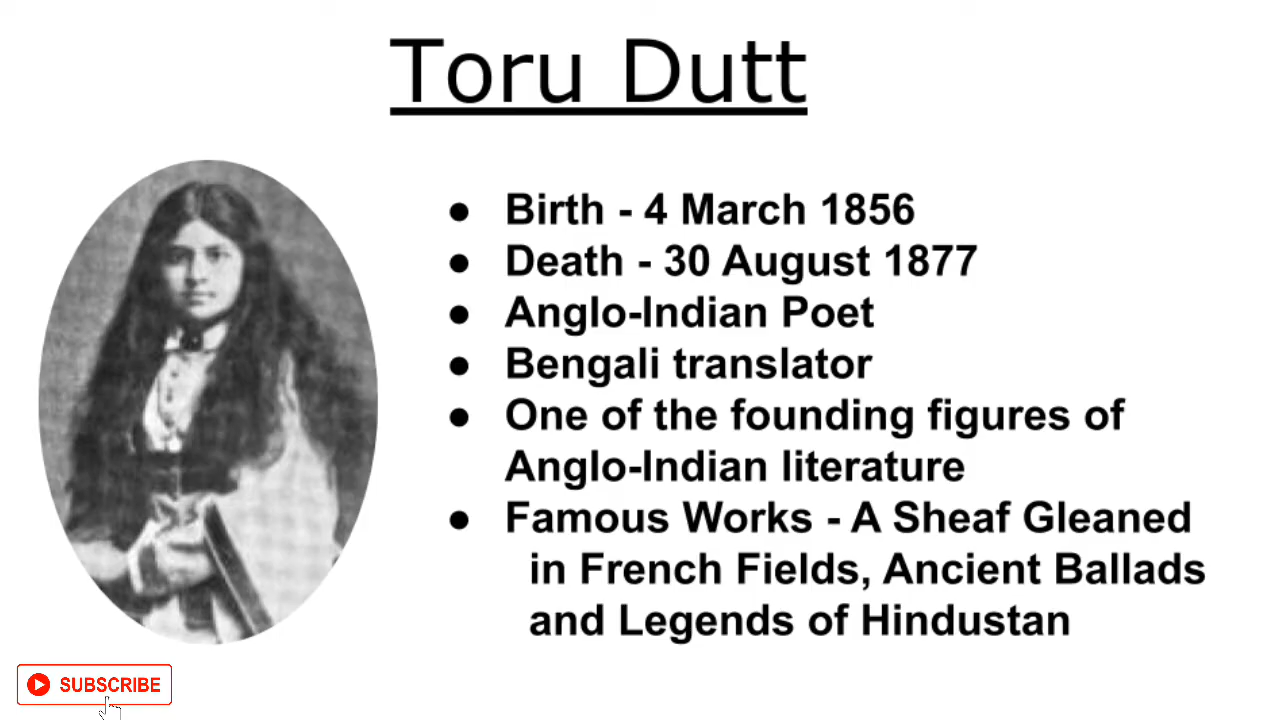 Toru Dutt
● Birth - 4 March 1856
● Death - 30 August 1877
● Anglo-Indian Poet
● Bengali translator
● One of the founding figures of
Anglo-Indian literature
● Famous Works - A Sheaf Gleaned
in French Fields, Ancient Ballads
and Legends of Hindustan
SUBSCRIBE